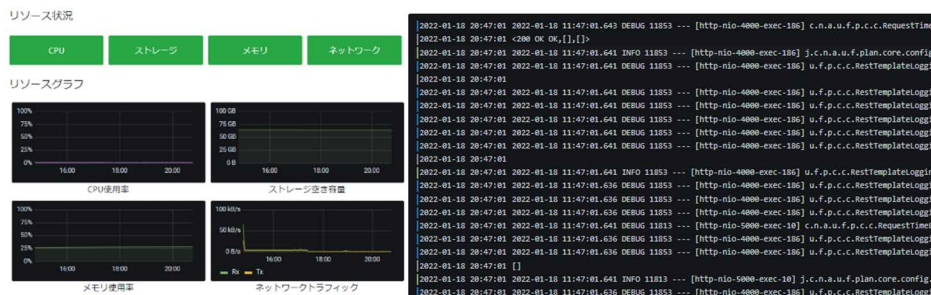 リソース状況
CPU
ストレージ
メモリ
ネットワーク
リソースグラフ
100%
75%
50%
25%
0%
16:00
18:00
20:00
CPU使用率
100 GB
75 GB
50 GB
25 GB
0 B
16:00
18:00
20:00
ストレージ空き容量
100%
75%
50%
25%
0%
16:00
18:00
20:00
メモリ使用率
100 kB/s
50 kB/s
0 B/s
16:00
18:00
20:00
Rx
Tx
ネットワークトラフィック
2022-01-18 20:47:01 2022-01-18 11:47:01.643 DEBUG 11853 --- [http-nio-4000-exec-186] c.n.a.u.f.p.c.c.RequestTime
2022-01-18 20:47:01 <200 OK OK,[],[]>
2022-01-18 20:47:01 2022-01-18 11:47:01.641 INFO 11853 --- [http-nio-4000-exec-186] j.c.n.a.u.f.plan.core.config
2022-01-18 20:47:01 2022-01-18 11:47:01.641 DEBUG 11853 --- [http-nio-4000-exec-186] u.f.p.c.c.RestTemplateLoggi
2022-01-18 20:47:01
2022-01-18 20:47:01 2022-01-18 11:47:01.641 DEBUG 11853 --- [http-nio-4000-exec-186] u.f.p.c.c.RestTemplateLoggi
2022-01-18 20:47:01 2022-01-18 11:47:01.641 DEBUG 11853 --- [http-nio-4000-exec-186] u.f.p.c.c.RestTemplateLoggi
2022-01-18 20:47:01 2022-01-18 11:47:01.641 DEBUG 11853 --- [http-nio-4000-exec-186] u.f.p.c.c.RestTemplateLoggi
2022-01-18 20:47:01 2022-01-18 11:47:01.641 DEBUG 11853 --- [http-nio-4000-exec-186] u.f.p.c.c.RestTemplateLoggi
2022-01-18 20:47:01 2022-01-18 11:47:01.641 DEBUG 11853 --- [http-nio-4000-exec-186] u.f.p.c.c.RestTemplateLoggi
2022-01-18 20:47:01
2022-01-18 20:47:01 2022-01-18 11:47:01.641 INFO 11853 --- [http-nio-4000-exec-186] u.f.p.c.c.RestTemplateLoggin
2022-01-18 20:47:01 2022-01-18 11:47:01.636 DEBUG 11853 --- [http-nio-4000-exec-186] u.f.p.c.c.RestTemplateLoggi
2022-01-18 20:47:01 2022-01-18 11:47:01.636 DEBUG 11853 --- [http-nio-4000-exec-186] u.f.p.c.c.RestTemplateLoggi
2022-01-18 20:47:01 2022-01-18 11:47:01.636 DEBUG 11853 --- [http-nio-4000-exec-186] u.f.p.c.c.RestTemplateLoggi
2022-01-18 20:47:01 2022-01-18 11:47:01.641 DEBUG 11813 --- [http-nio-5000-exec-10] c.n.a.u.f.p.c.c.RequestTimeL
2022-01-18 20:47:01 2022-01-18 11:47:01.636 DEBUG 11853 --- [http-nio-4000-exec-186] u.f.p.c.c.RestTemplateLoggi
2022-01-18 20:47:01 2022-01-18 11:47:01.636 DEBUG 11853 --- [http-nio-4000-exec-186] u.f.p.c.c.RestTemplateLoggi
2022-01-18 20:47:01 []
2022-01-18 20:47:01 2022-01-18 11:47:01.641 INFO 11813 --- [http-nio-5000-exec-10] j.c.n.a.u.f.plan.core.config.
2022-01-18 20:47:01 2022-01-18 11:47:01.636 DEBUG 11853 --- [http-nio-4000-exec-186] u.f.p.c.c.RestTemplateLoggi